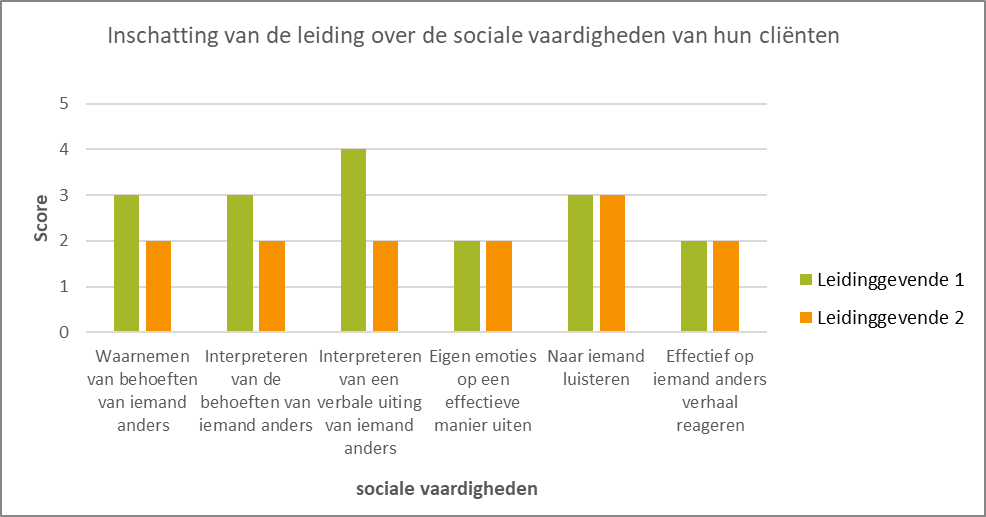 Inschatting van de leiding over de sociale vaardigheden van hun cliënten
5
4
3
2
1
0
Score
Waarnemen
van behoeften
van iemand
anders
Interpreteren
van de
behoeften van
iemand anders
Interpreteren
van een
verbale uiting
van iemand
anders
Eigen emoties
op een
effectieve
manier uiten
Naar iemand
luisteren
Effectief op
iemand anders
verhaal
reageren
sociale vaardigheden
Leidinggevende 1
Leidinggevende 2